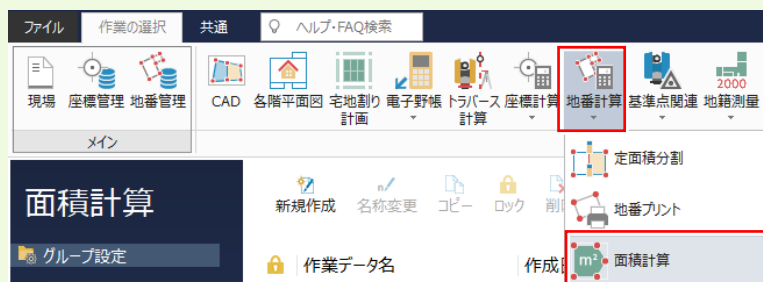 ファイル 作業の選択 共通 ヘルプ・FAQ検索
現場 座標管理 地番管理 CAD 各階平面図 宅地割り 電子野帳 トラバース 座標計算 地番計算 基準点関連 地籍測量
計画 計算
2000
メイン
定面積分割
面積計算
新規作成 名称変更 コピー ロック
地番プリント
グループ設定
作業データ名 作成
m² 面積計算